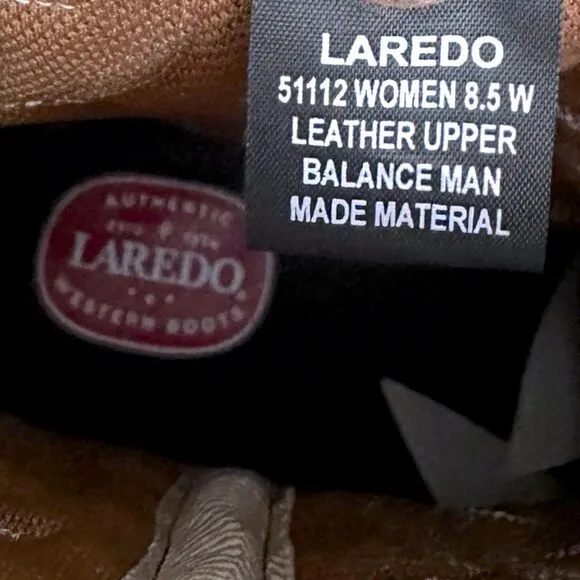 LAREDO
51112 WOMEN 8.5 W
LEATHER UPPER
BALANCE MAN
MADE MATERIAL
AUTHENTIC
LAREDO
WESTERN BOOTS